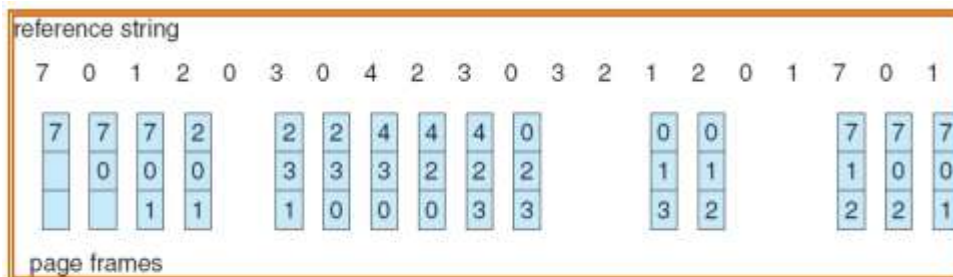 reference string
7 0 1 2 0 3 0 4 2 3 0 3 2 1 2 0 1 7 0 1
7 7 7 2 2 2 4 4 4 0 0 0 7 7 7
0 0 0 3 3 3 2 2 2 1 1 1 0 0
1 1 1 0 0 0 3 3 3 2 2 2 1
page frames